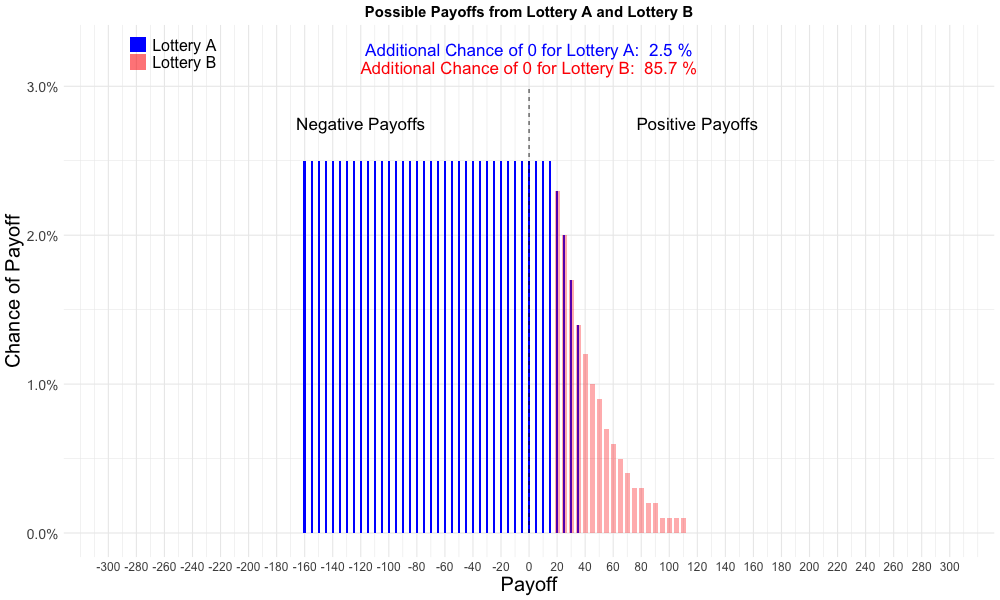 Possible Payoffs from Lottery A and Lottery B
Lottery A
Lottery B
Additional Chance of 0 for Lottery A:  2.5 %
Additional Chance of 0 for Lottery B:  85.7 %
Negative Payoffs
Positive Payoffs
Chance of Payoff
3.0%
2.0%
1.0%
0.0%
-300 -280 -260 -240 -220 -200 -180 -160 -140 -120 -100 -80 -60 -40 -20 0 20 40 60 80 100 120 140 160 180 200 220 240 260 280 300
Payoff